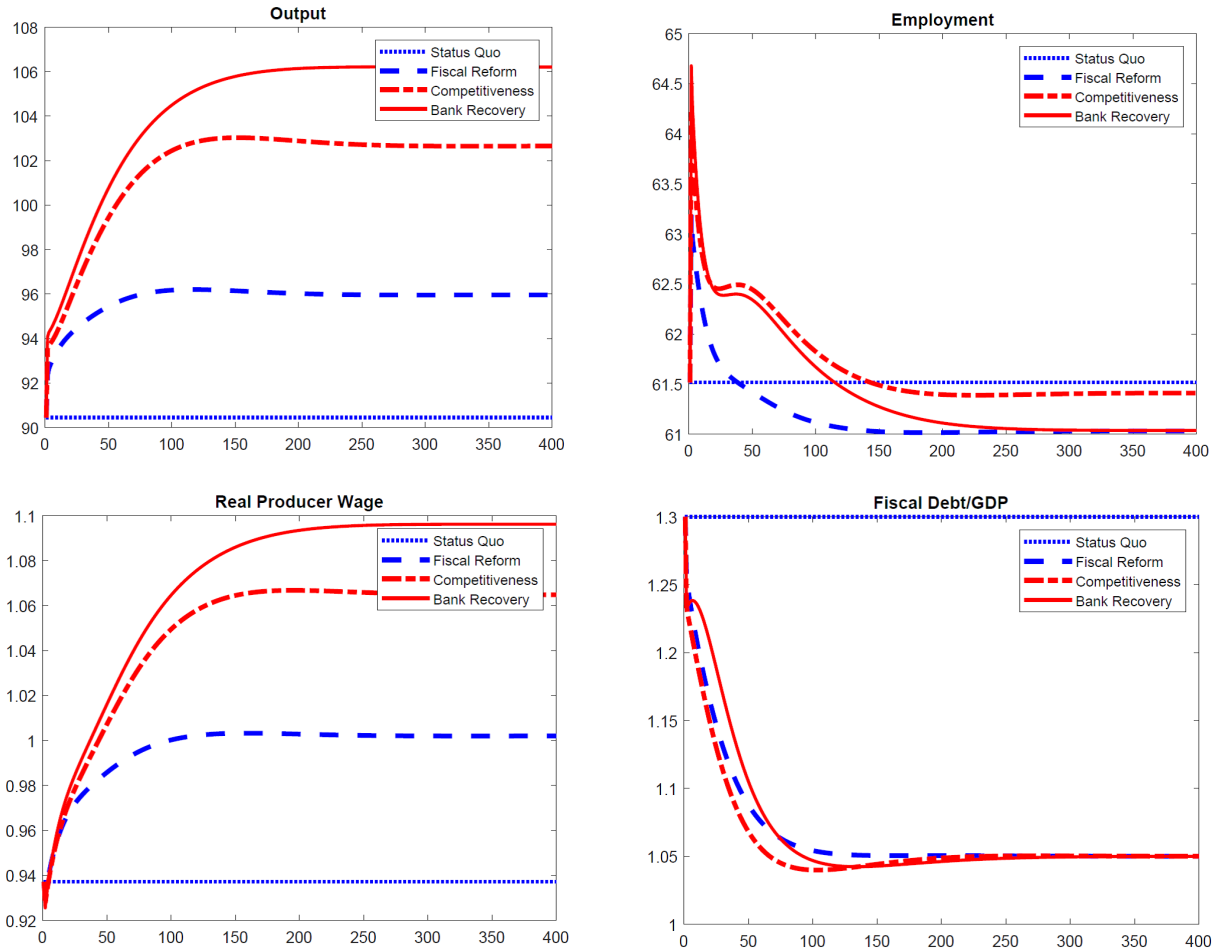 Output
108
106
104
102
100
98
96
94
92
90
0 50 100 150 200 250 300 350 400
Status Quo
Fiscal Reform
Competitiveness
Bank Recovery
Employment
65
64.5
64
63.5
63
62.5
62
61.5
61
0 50 100 150 200 250 300 350 400
Status Quo
Fiscal Reform
Competitiveness
Bank Recovery
Real Producer Wage
1.1
1.08
1.06
1.04
1.02
1
0.98
0.96
0.94
0.92
0 50 100 150 200 250 300 350 400
Status Quo
Fiscal Reform
Competitiveness
Bank Recovery
Fiscal Debt/GDP
1.3
1.25
1.2
1.15
1.1
1.05
1
0 50 100 150 200 250 300 350 400
Status Quo
Fiscal Reform
Competitiveness
Bank Recovery